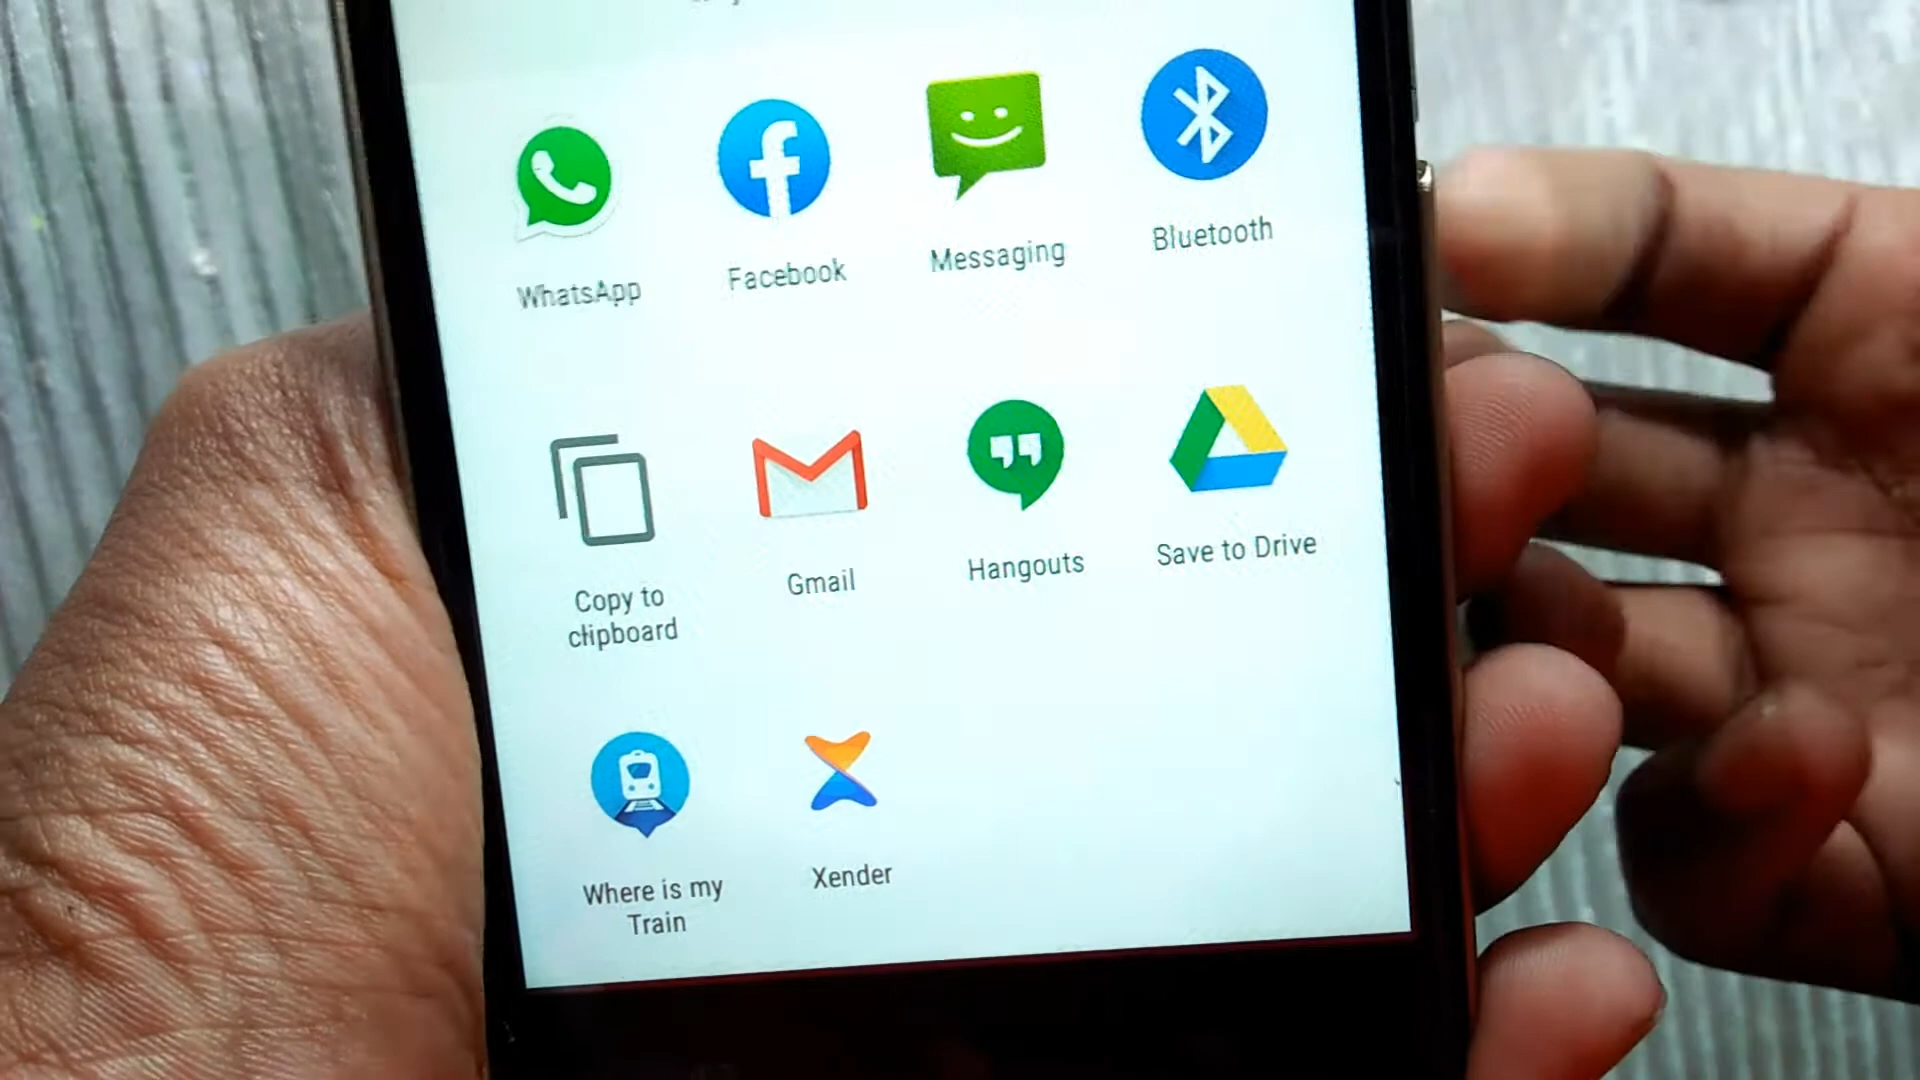 WhatsApp
Facebook
Messaging
Bluetooth
Copy to
clipboard
Gmail
Hangouts
Save to Drive
Where is my
Train
Xender